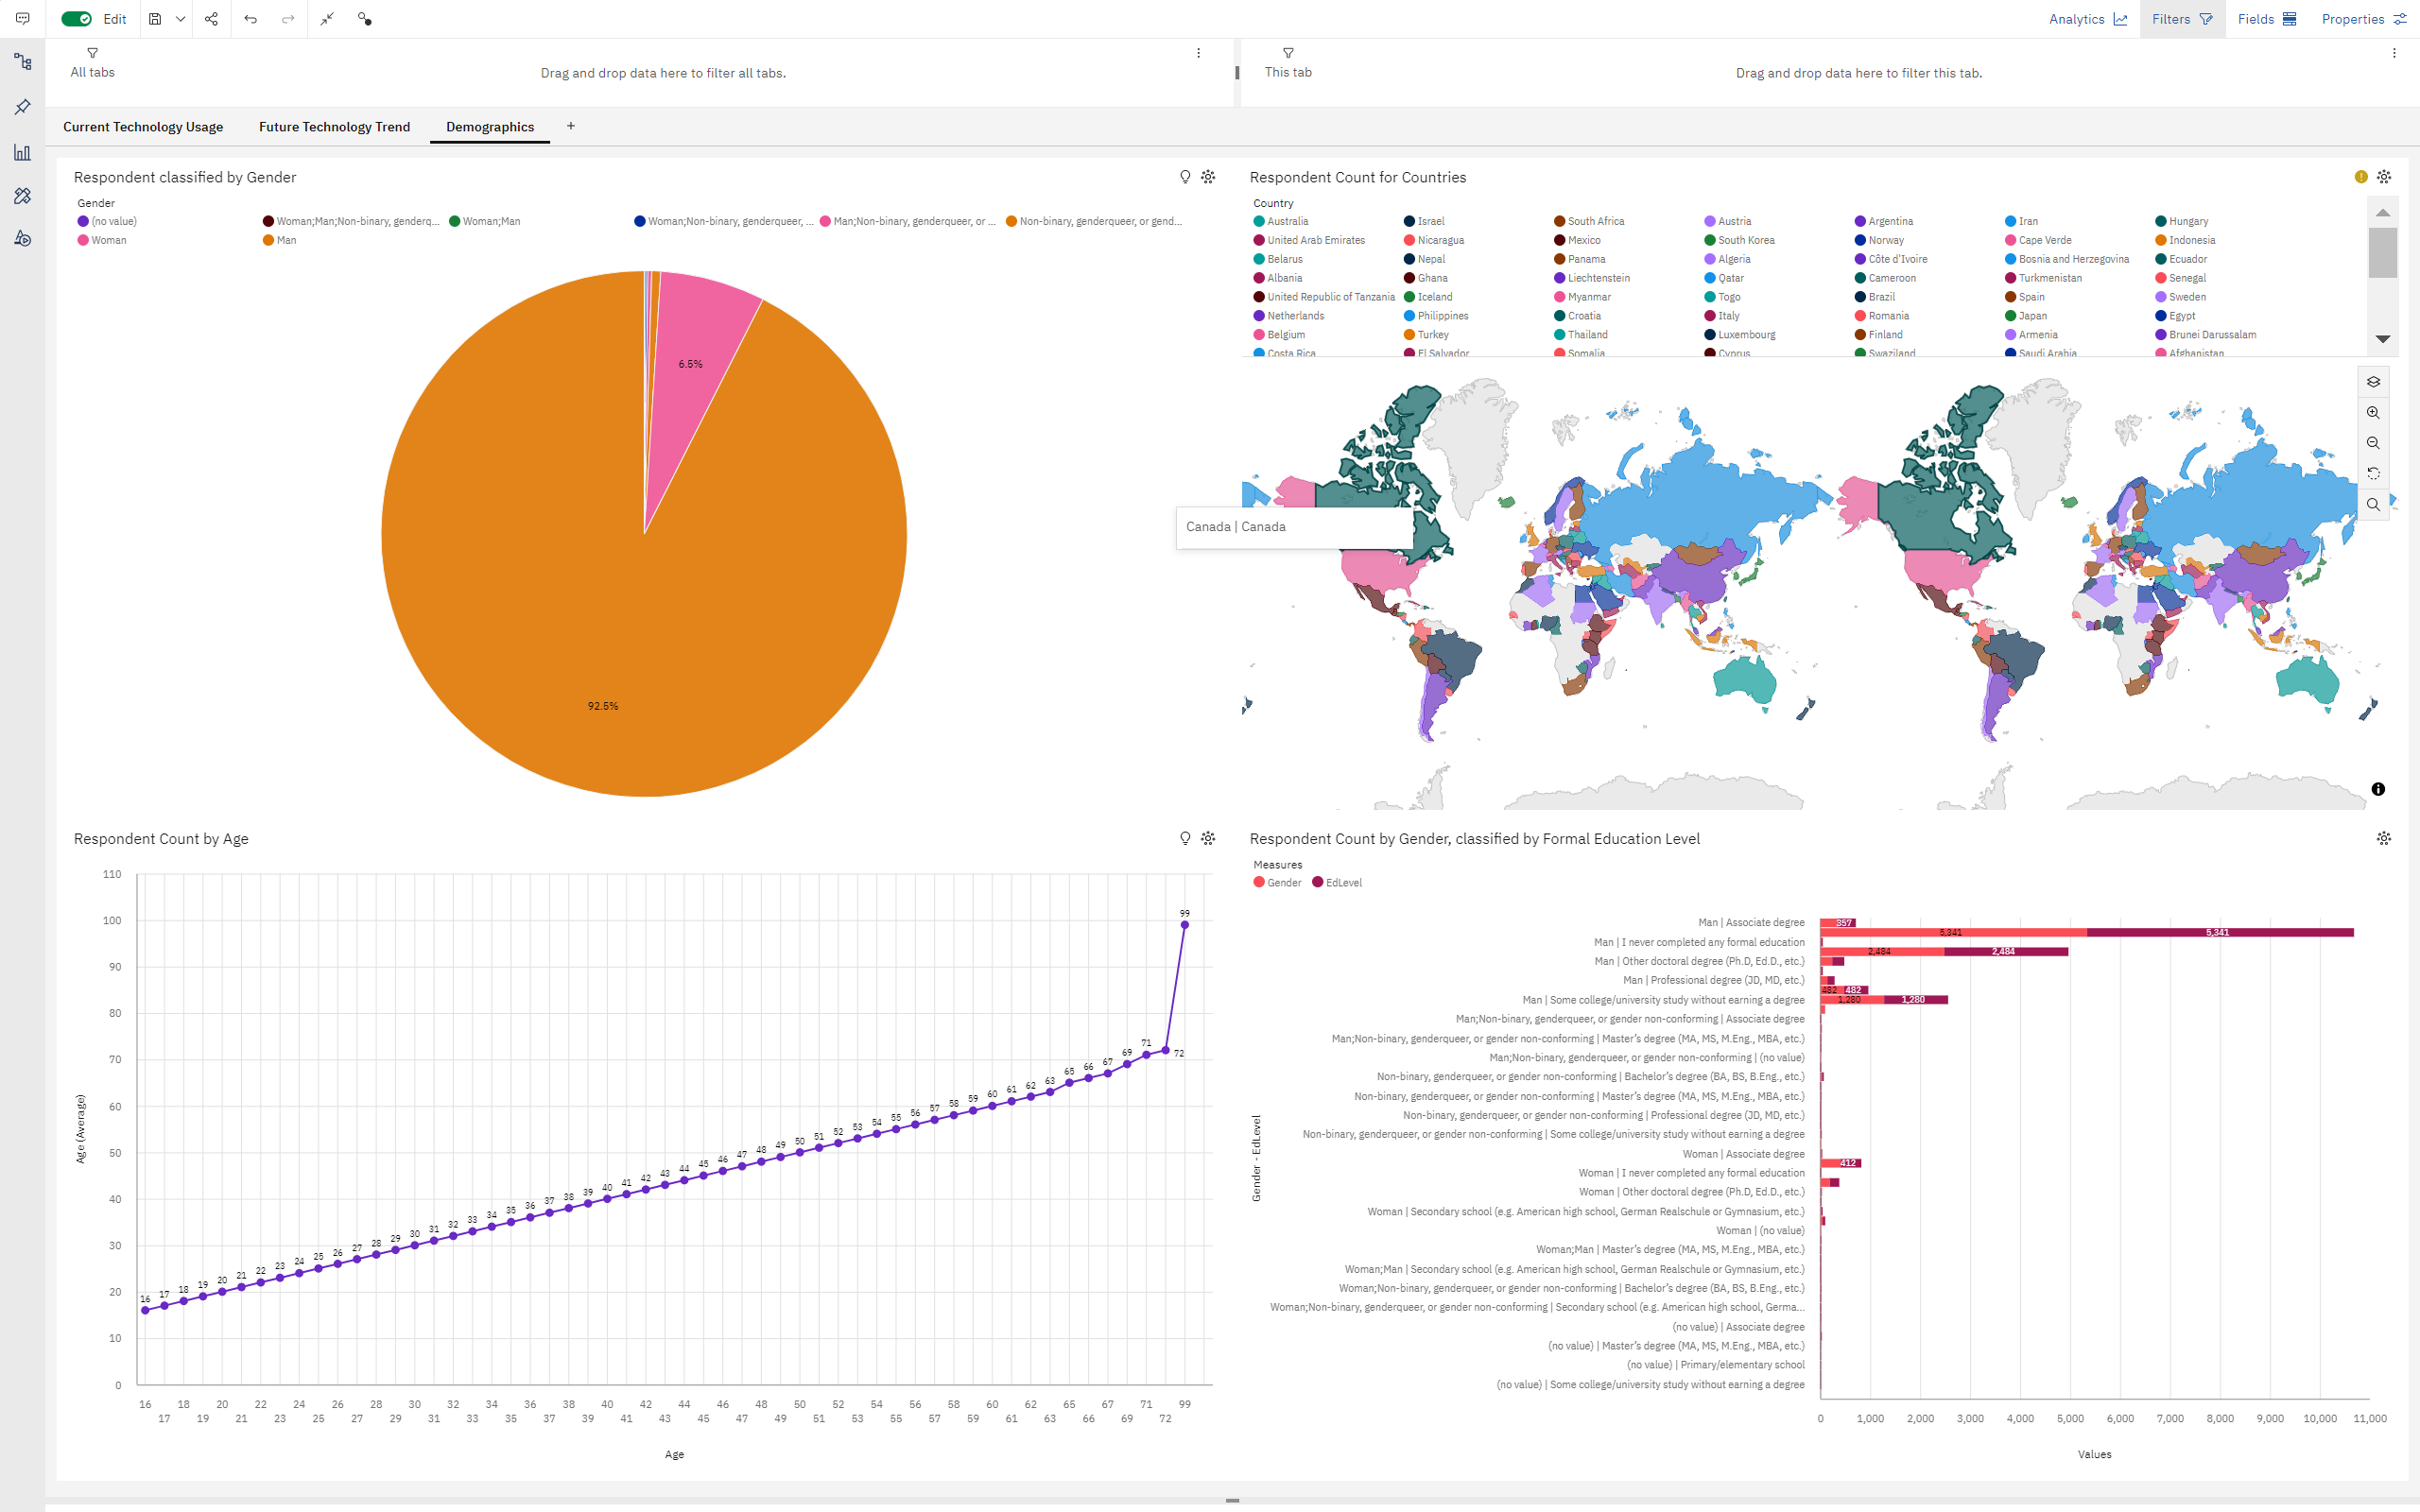 Edit
Analytics
Filters
Fields
Properties
All tabs
Drag and drop data here to filter all tabs.
This tab
Drag and drop data here to filter this tab.
Current Technology Usage
Future Technology Trend
Demographics
+
Respondent classified by Gender
Gender
(no value)
Woman;Man;Non-binary, genderq...
Woman;Man
Woman;Non-binary, genderqueer, ...
Man;Non-binary, genderqueer, or ...
Non-binary, genderqueer, or gend...
Woman
Man
6.5%
92.5%
Respondent Count for Countries
Country
Australia Israel South Africa Austria Argentina Iran Hungary
United Arab Emirates Nicaragua Mexico South Korea Norway Cape Verde Indonesia
Belarus Nepal Panama Algeria Côte d'Ivoire Bosnia and Herzegovina Ecuador
Albania Ghana Liechtenstein Qatar Cameroon Turkmenistan Senegal
United Republic of Tanzania Iceland Myanmar Togo Brazil Spain Sweden
Netherlands Philippines Croatia Italy Romania Japan Egypt
Belgium Turkey Thailand Luxembourg Finland Armenia Brunei Darussalam
Costa Rica El Salvador Somalia Cyprus Swaziland Saudi Arabia Afghanistan
Canada | Canada
Respondent Count by Age
110
100
90
80
70
60
50
40
30
20
10
0
Age (Average)
16 17 18 19 20 21 22 23 24 25 26 27 28 29 30 31 32 33 34 35 36 37 38 39 40 41 42 43 44 45 46 47 48 49 50 51 52 53 54 55 56 57 58 59 60 61 62 63 65 66 67 69 71 72 99
16 18 20 22 24 26 28 30 32 34 36 38 40 42 44 46 48 50 52 54 56 58 60 62 65 67 71 99
17 19 21 23 25 27 29 31 33 35 37 39 41 43 45 47 49 51 53 55 57 59 61 63 66 69 72
Age
Respondent Count by Gender, classified by Formal Education Level
Measures
Gender EdLevel
Gender - EdLevel
Man | Associate degree
357
5,341 5,341
Man | I never completed any formal education
2,484 2,484
Man | Other doctoral degree (Ph.D, Ed.D., etc.)
Man | Professional degree (JD, MD, etc.)
482 482
Man | Some college/university study without earning a degree
1,280 1,280
Man;Non-binary, genderqueer, or gender non-conforming | Associate degree
Man;Non-binary, genderqueer, or gender non-conforming | Master's degree (MA, MS, M.Eng., MBA, etc.)
Man;Non-binary, genderqueer, or gender non-conforming | (no value)
Non-binary, genderqueer, or gender non-conforming | Bachelor's degree (BA, BS, B.Eng., etc.)
Non-binary, genderqueer, or gender non-conforming | Master's degree (MA, MS, M.Eng., MBA, etc.)
Non-binary, genderqueer, or gender non-conforming | Professional degree (JD, MD, etc.)
Non-binary, genderqueer, or gender non-conforming | Some college/university study without earning a degree
Woman | Associate degree
412
Woman | I never completed any formal education
Woman | Other doctoral degree (Ph.D, Ed.D., etc.)
Woman | Secondary school (e.g. American high school, German Realschule or Gymnasium, etc.)
Woman | (no value)
Woman;Man | Master's degree (MA, MS, M.Eng., MBA, etc.)
Woman;Man | Secondary school (e.g. American high school, German Realschule or Gymnasium, etc.)
Woman;Non-binary, genderqueer, or gender non-conforming | Bachelor's degree (BA, BS, B.Eng., etc.)
Woman;Non-binary, genderqueer, or gender non-conforming | Secondary school (e.g. American high school, Germa...
(no value) | Associate degree
(no value) | Master's degree (MA, MS, M.Eng., MBA, etc.)
(no value) | Primary/elementary school
(no value) | Some college/university study without earning a degree
0 1,000 2,000 3,000 4,000 5,000 6,000 7,000 8,000 9,000 10,000 11,000
Values